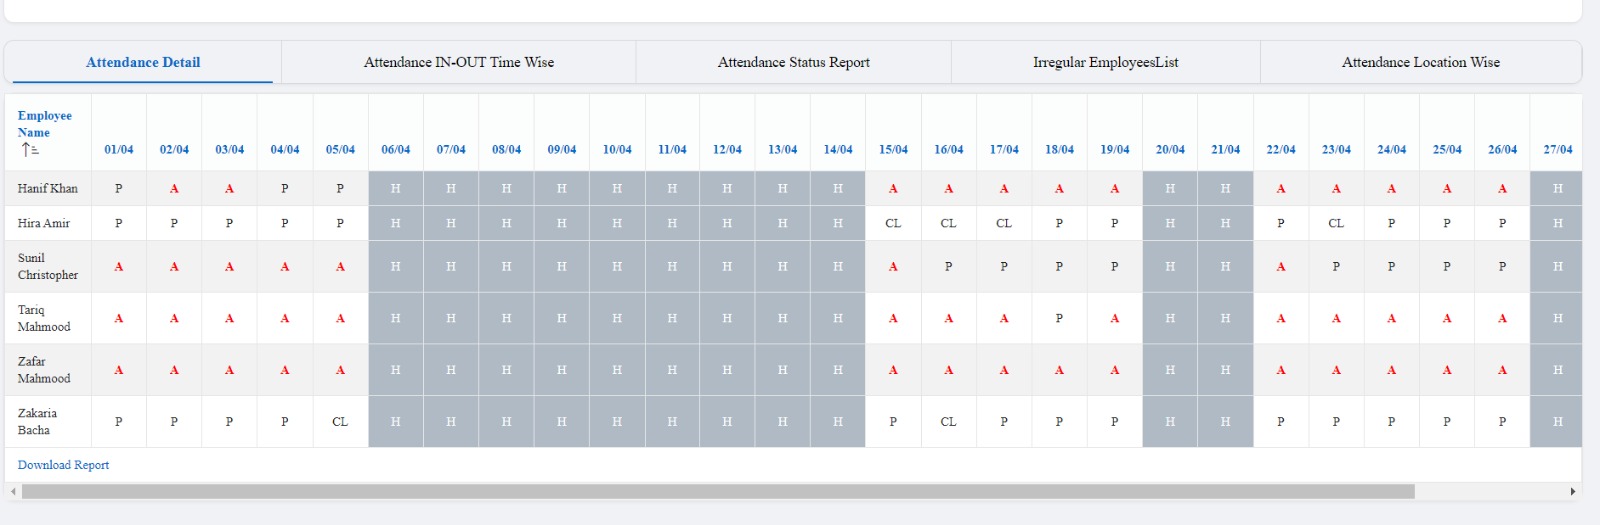 Attendance Detail Attendance IN-OUT Time Wise Attendance Status Report Irregular EmployeesList Attendance Location Wise
Employee
Name
01/04 02/04 03/04 04/04 05/04 06/04 07/04 08/04 09/04 10/04 11/04 12/04 13/04 14/04 15/04 16/04 17/04 18/04 19/04 20/04 21/04 22/04 23/04 24/04 25/04 26/04 27/04
Hanif Khan P A A P P H H H H H H H H H A A A A A H H A A A A A H
Hira Amir P P P P P H H H H H H H H H CL CL CL P P H H P CL P P P H
Sunil
Christopher A A A A A H H H H H H H H H A P P P P H H A P P P P H
Tariq
Mahmood A A A A A H H H H H H H H H A A A P A H H A A A A A H
Zafar
Mahmood A A A A A H H H H H H H H H A A A A A H H A A A A A H
Zakaria
Bacha P P P P CL H H H H H H H H H P CL P P P H H P P P P P H
Download Report